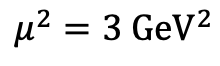 μ² = 3 GeV²